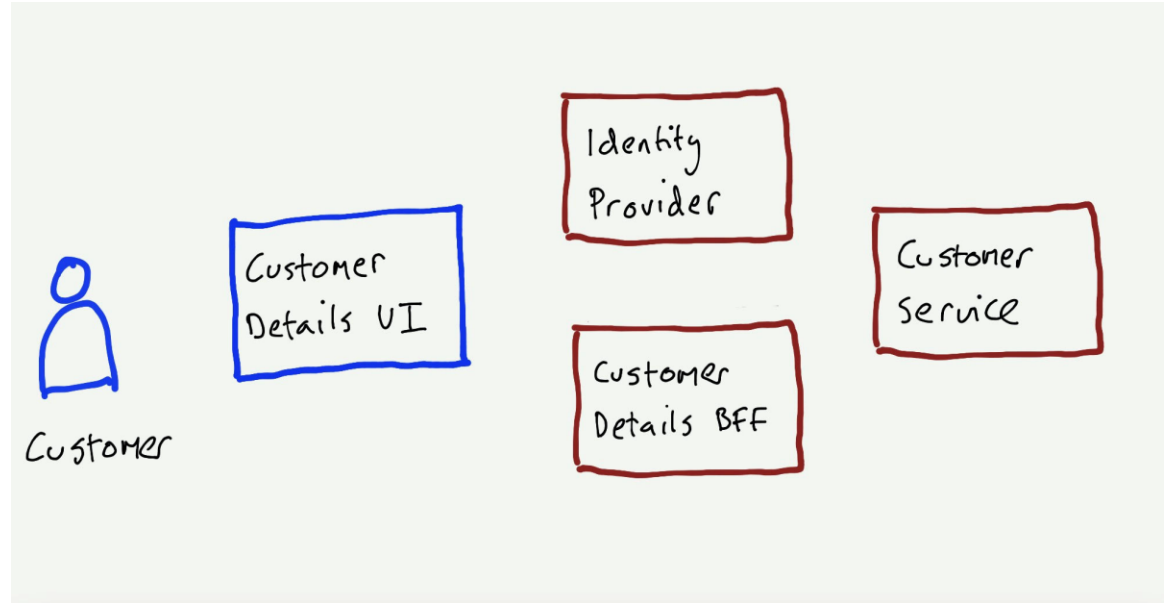 Customer
Customer
Details UI
Identity
Provider
Customer
Details BFF
Customer
Service